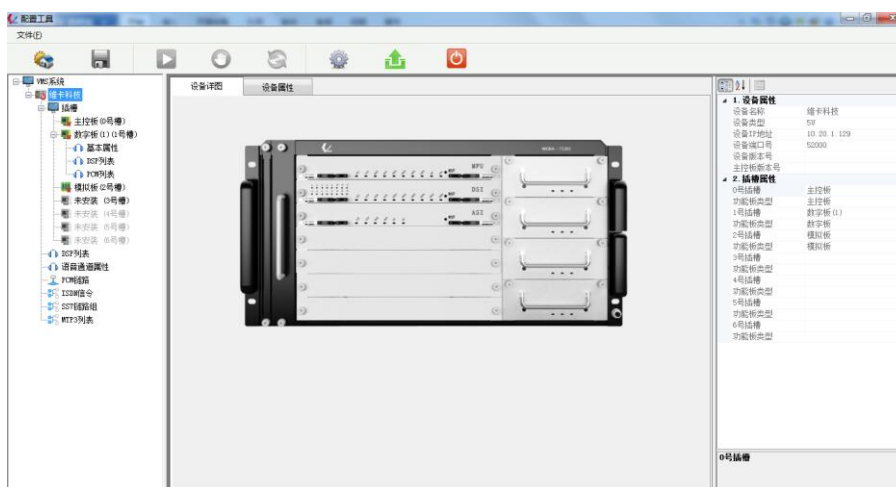 配置工具
文件(F)
VMS系统
维卡科技
插槽
主控板 (0号槽)
数字板(1) (1号槽)
基本属性
DSP列表
PCM列表
模拟板 (2号槽)
未安装 (3号槽)
未安装 (4号槽)
未安装 (5号槽)
未安装 (6号槽)
DSP列表
语音通道属性
PCM链路
ISDN信令
SS7链路组
MTP3列表
设备详图
设备属性
MPU
DSI
ASI
1. 设备属性
设备名称 维卡科技
设备类型 5U
设备IP地址 10.20.1.129
设备端口号 52000
设备版本号
主控板版本号
2. 插槽属性
0号插槽 主控板
功能板类型 主控板
1号插槽 数字板(1)
功能板类型 数字板
2号插槽 模拟板
功能板类型 模拟板
3号插槽
功能板类型
4号插槽
功能板类型
5号插槽
功能板类型
6号插槽
功能板类型
0号插槽